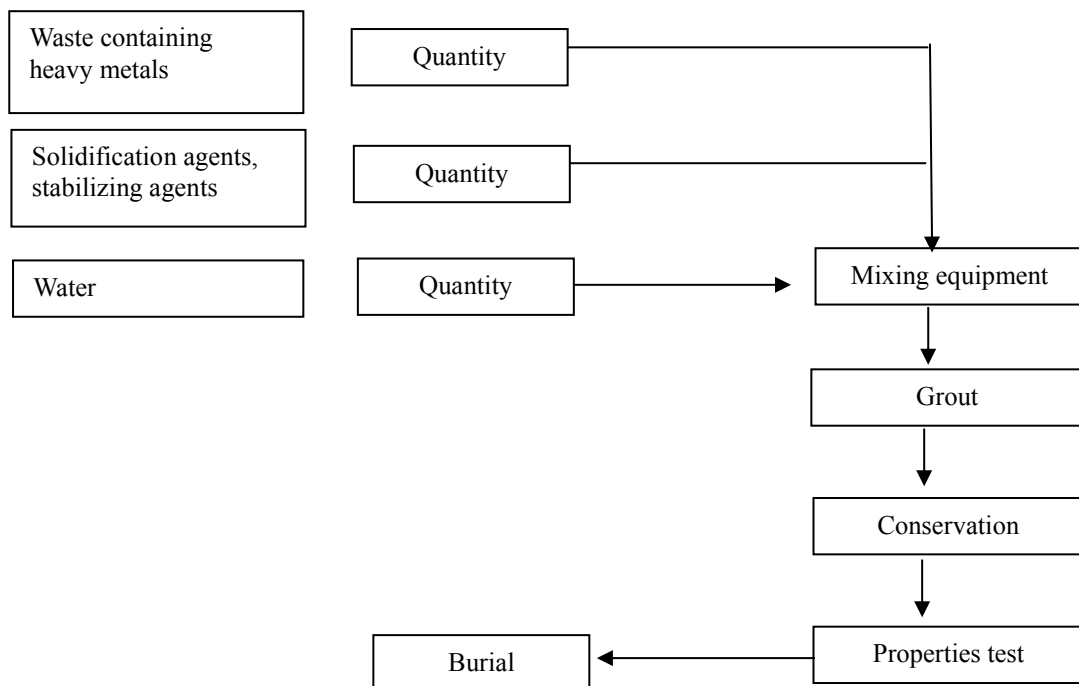 Waste containing
heavy metals
Quantity
Solidification agents,
stabilizing agents
Quantity
Water
Quantity
Mixing equipment
Grout
Conservation
Properties test
Burial